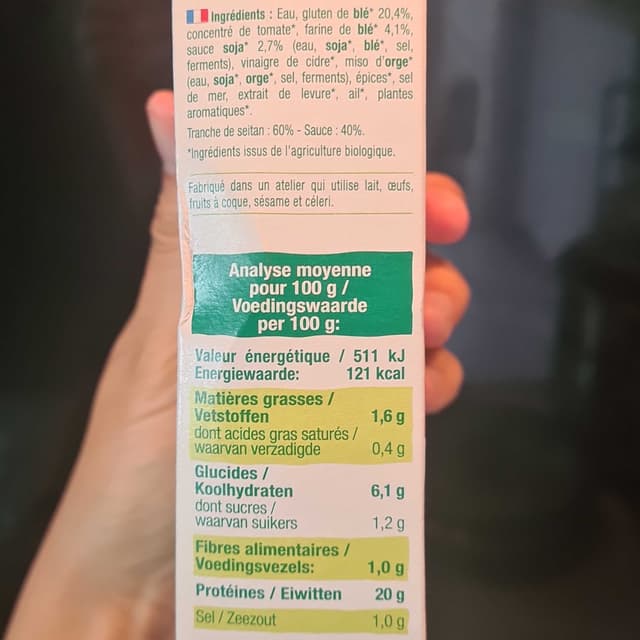 Ingrédients : Eau, gluten de blé* 20,4%,
concentré de tomate*, farine de blé* 4,1%,
sauce soja* 2,7% (eau, soja*, blé*, sel,
ferments), vinaigre de cidre*, miso d'orge*
(eau, soja*, orge*, sel, ferments), épices*, sel
de mer, extrait de levure*, ail*, plantes
aromatiques*.
Tranche de seitan : 60% - Sauce : 40%.
*Ingrédients issus de l'agriculture biologique.
Fabriqué dans un atelier qui utilise lait, œufs,
fruits à coque, sésame et céleri.
Analyse moyenne
pour 100 g /
Voedingswaarde
per 100 g:
Valeur énergétique / 511 kJ
Energiewaarde: 121 kcal
Matières grasses /
Vetstoffen 1,6 g
dont acides gras saturés /
waarvan verzadigde 0,4 g
Glucides /
Koolhydraten 6,1 g
dont sucres /
waarvan suikers 1,2 g
Fibres alimentaires /
Voedingsvezels: 1,0 g
Protéines / Eiwitten 20 g
Sel / Zeezout 1,0 g